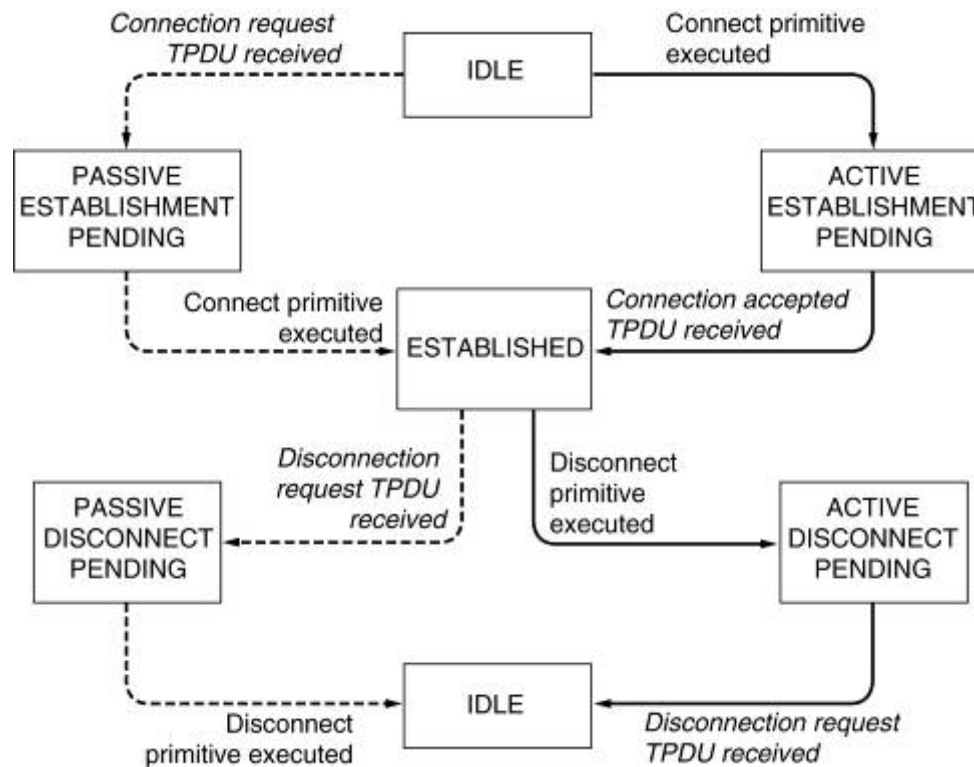 Connection request
TPDU received
IDLE
Connect primitive
executed
PASSIVE
ESTABLISHMENT
PENDING
ACTIVE
ESTABLISHMENT
PENDING
Connect primitive
executed
ESTABLISHED
Connection accepted
TPDU received
Disconnection
request TPDU
received
Disconnect
primitive
executed
PASSIVE
DISCONNECT
PENDING
ACTIVE
DISCONNECT
PENDING
IDLE
Disconnect
primitive executed
Disconnection request
TPDU received